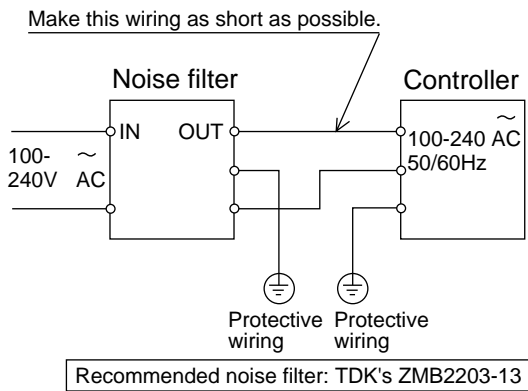 Make this wiring as short as possible.
Noise filter
Controller
IN
OUT
100-
240V
~
AC
~
100-240 AC
50/60Hz
Protective
wiring
Protective
wiring
Recommended noise filter: TDK's ZMB2203-13